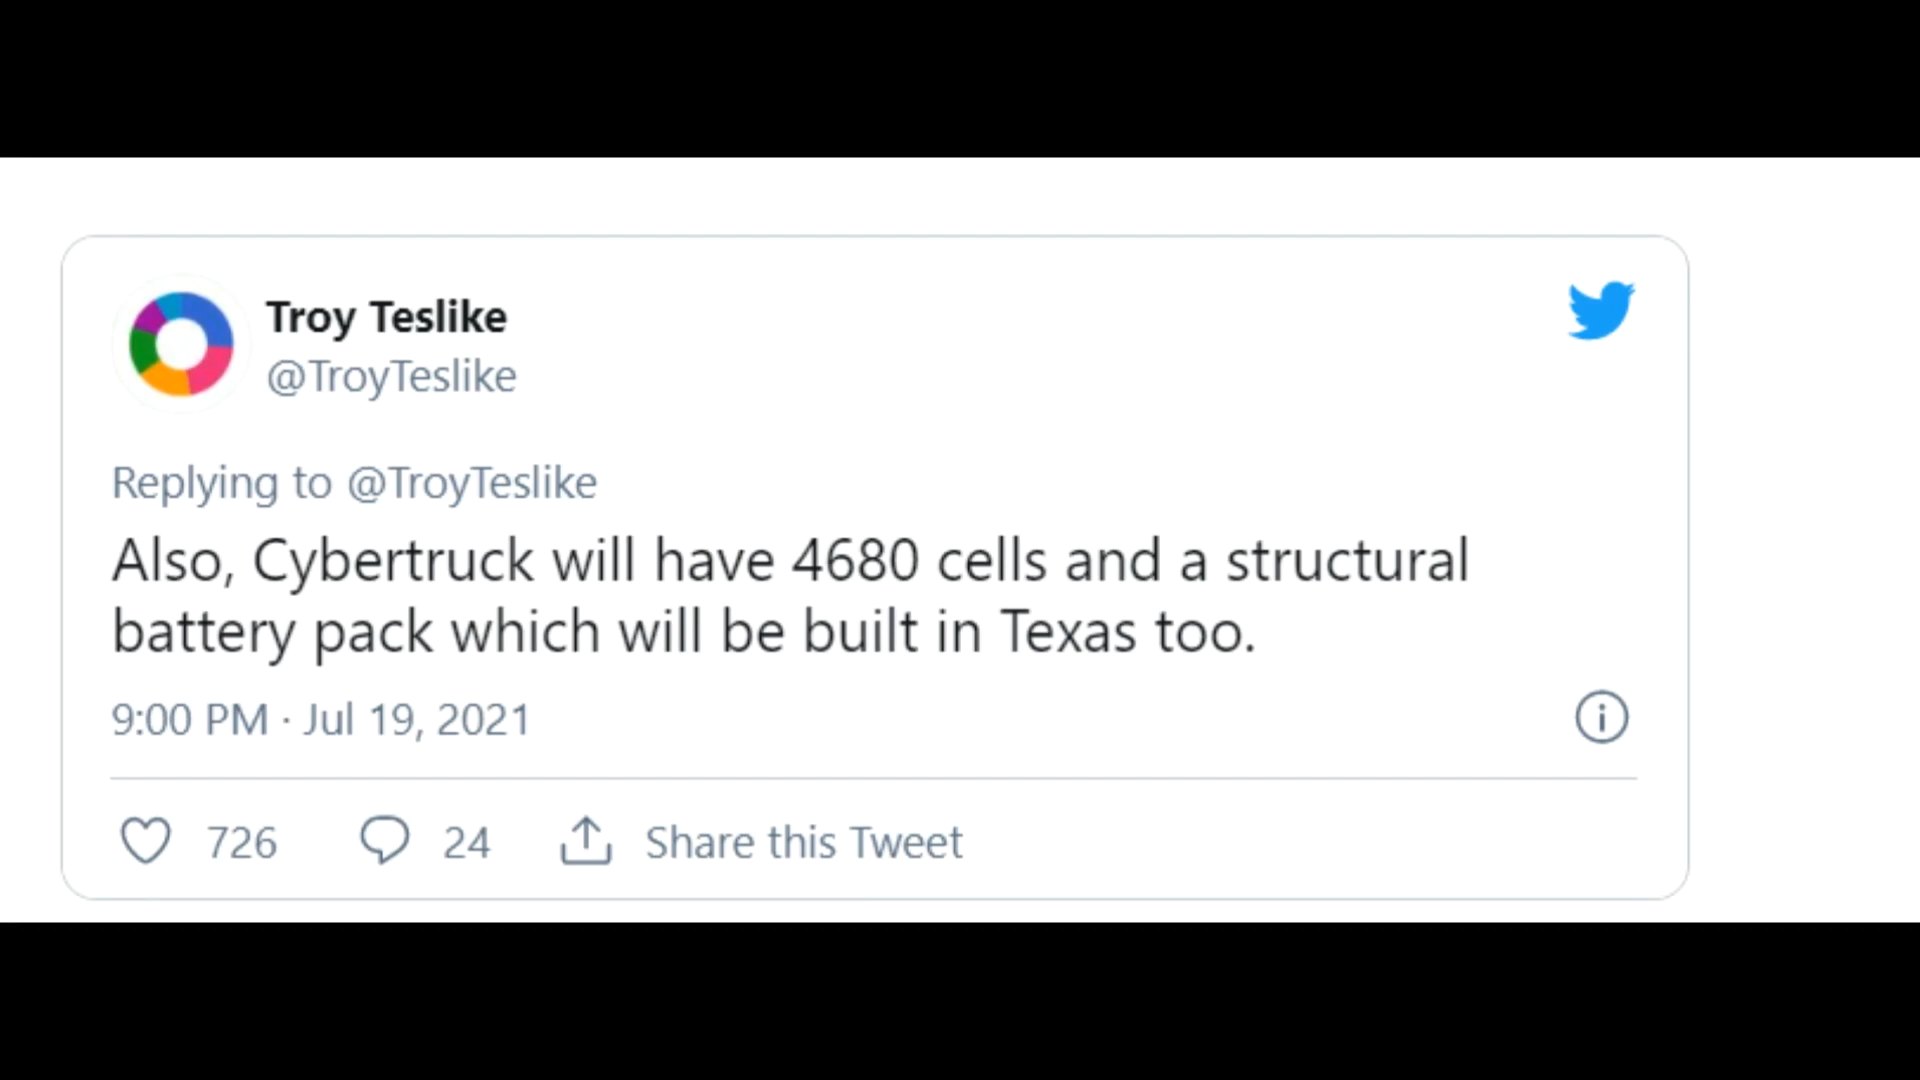 Troy Teslike
@TroyTeslike
Replying to @TroyTeslike
Also, Cybertruck will have 4680 cells and a structural
battery pack which will be built in Texas too.
9:00 PM · Jul 19, 2021
726 24 Share this Tweet